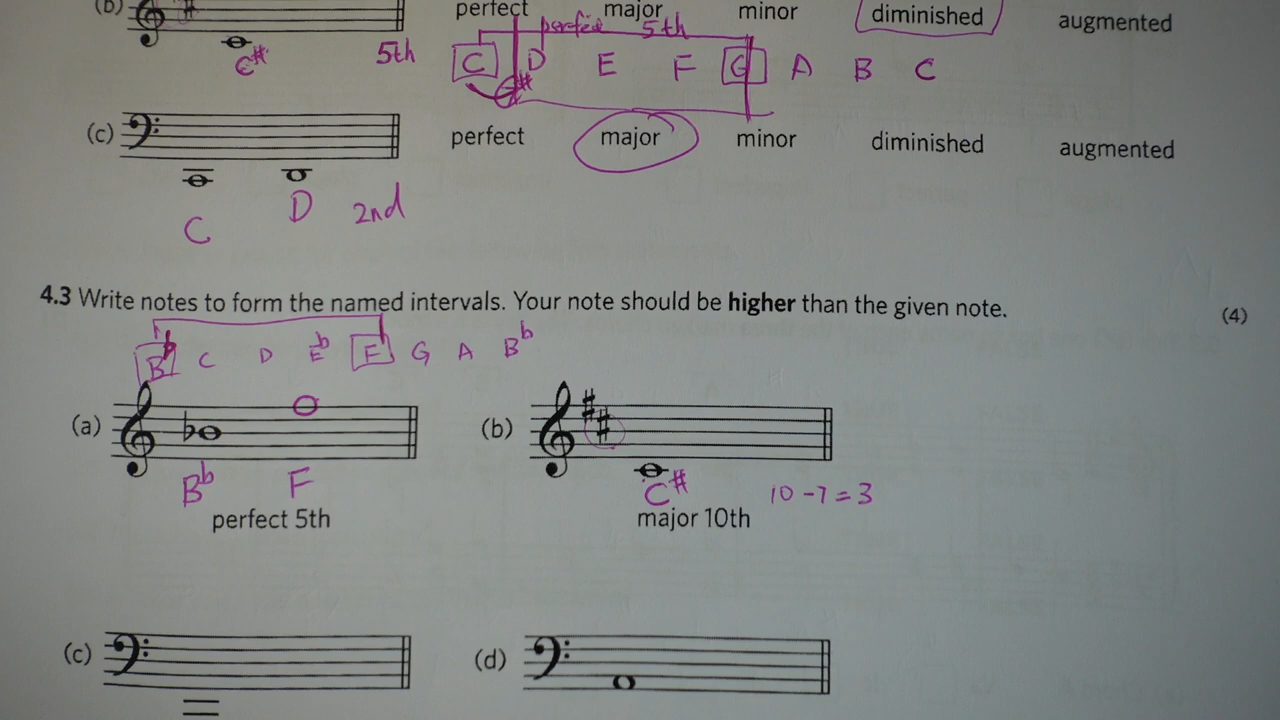 (b) perfect major minor diminished augmented
C# 5th perfect 5th
C D E F G A B C
#
(c) perfect major minor diminished augmented
C D 2nd
4.3 Write notes to form the named intervals. Your note should be higher than the given note. (4)
Bb C D Eb F G A Bb
(a) (b)
Bb F C# 10-7=3
perfect 5th major 10th
(c) (d)